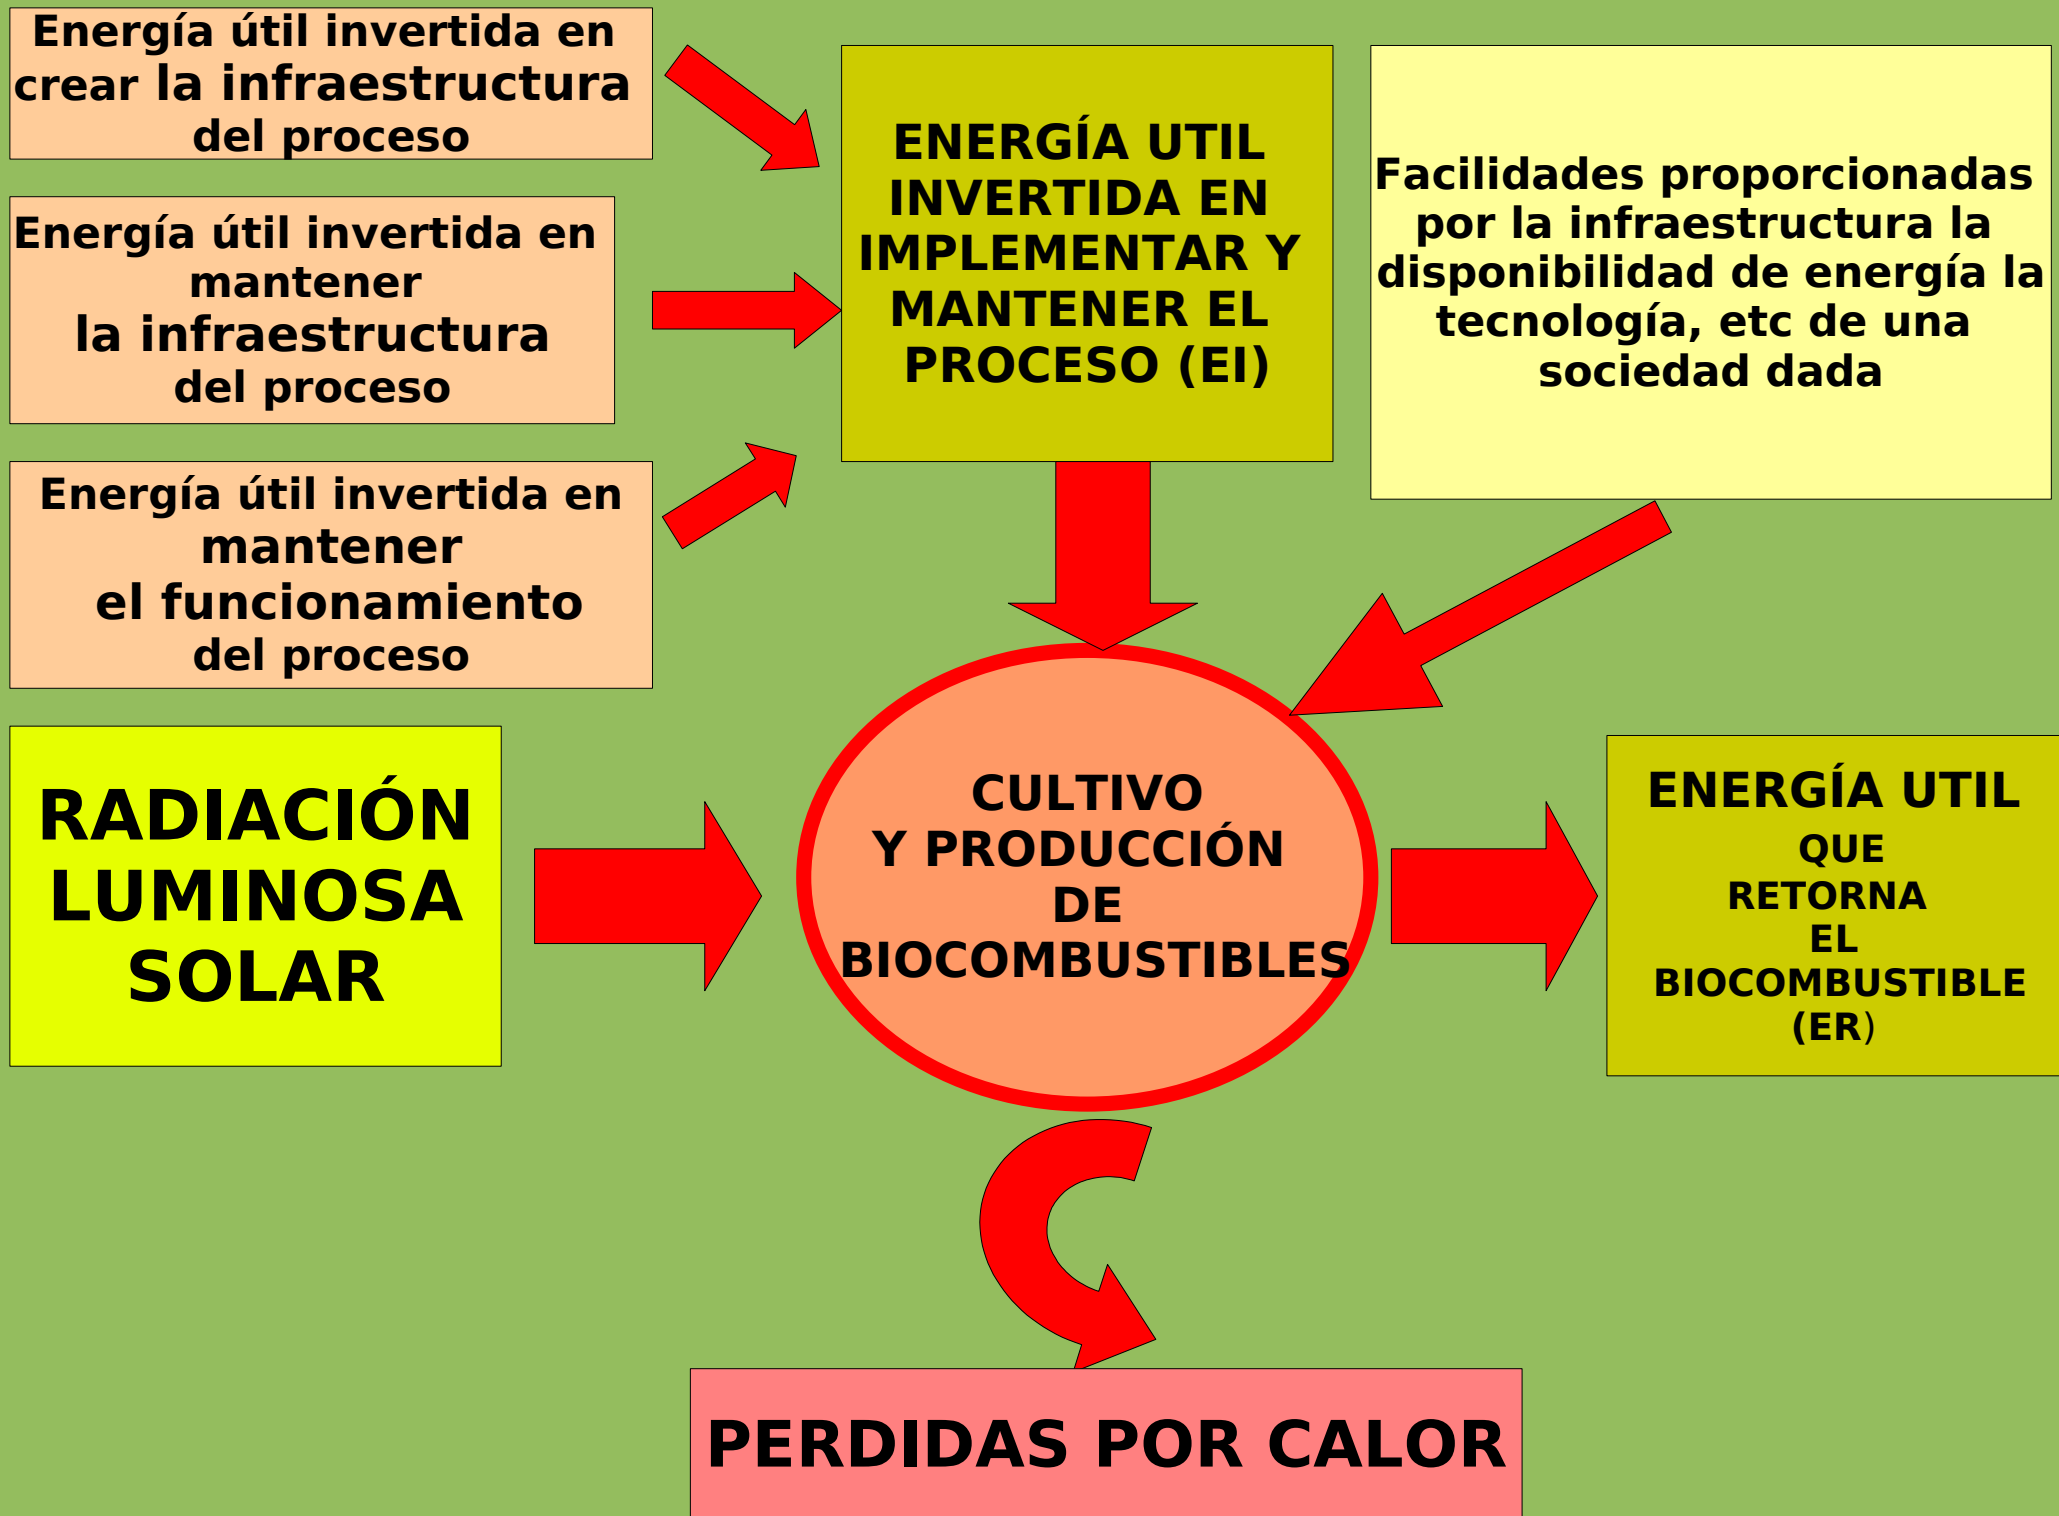 Energía útil invertida en
crear la infraestructura
del proceso
ENERGÍA UTIL
INVERTIDA EN
IMPLEMENTAR Y
MANTENER EL
PROCESO (EI)
Facilidades proporcionadas
por la infraestructura la
disponibilidad de energía la
tecnología, etc de una
sociedad dada
Energía útil invertida en
mantener
la infraestructura
del proceso
Energía útil invertida en
mantener
el funcionamiento
del proceso
RADIACIÓN
LUMINOSA
SOLAR
CULTIVO
Y PRODUCCIÓN
DE
BIOCOMBUSTIBLES
ENERGÍA UTIL
QUE
RETORNA
EL
BIOCOMBUSTIBLE
(ER)
PERDIDAS POR CALOR